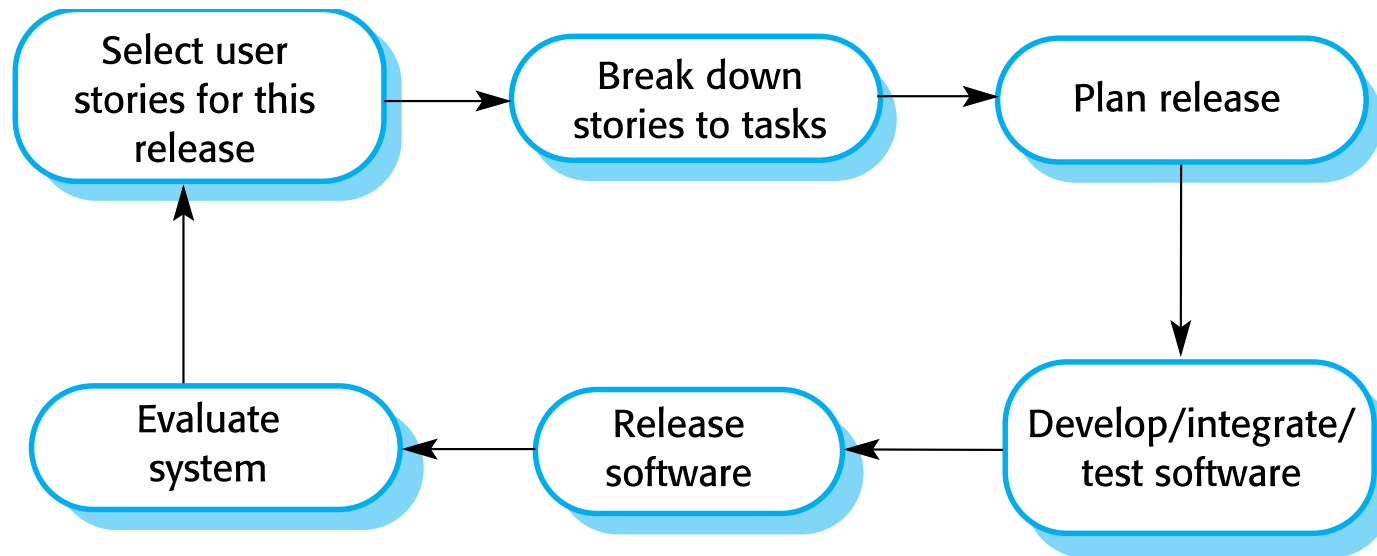 Select user
stories for this
release
Break down
stories to tasks
Plan release
Develop/integrate/
test software
Release
software
Evaluate
system